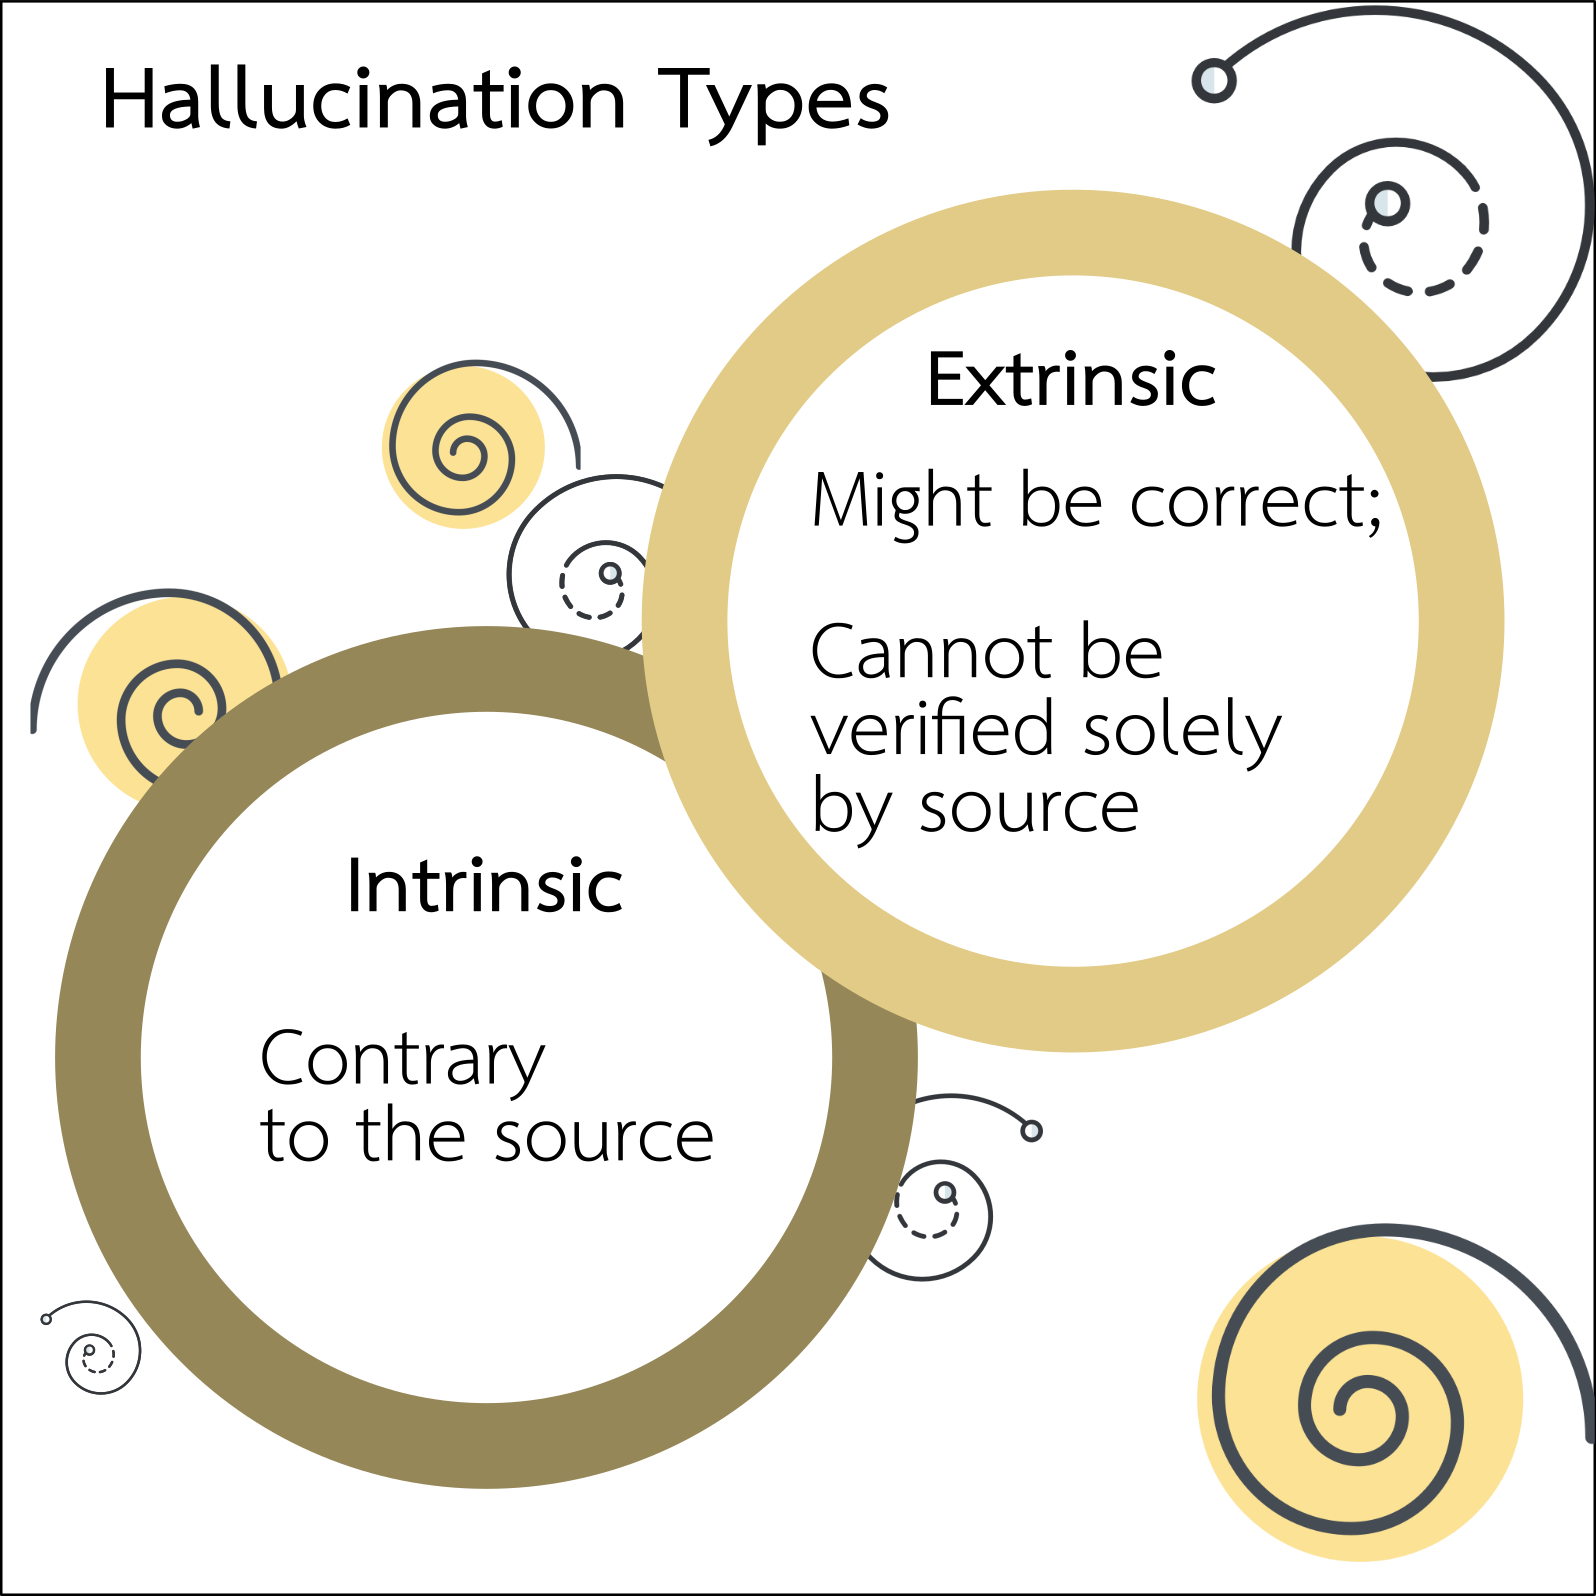 Hallucination Types
Extrinsic
Might be correct;
Cannot be
verified solely
by source
Intrinsic
Contrary
to the source